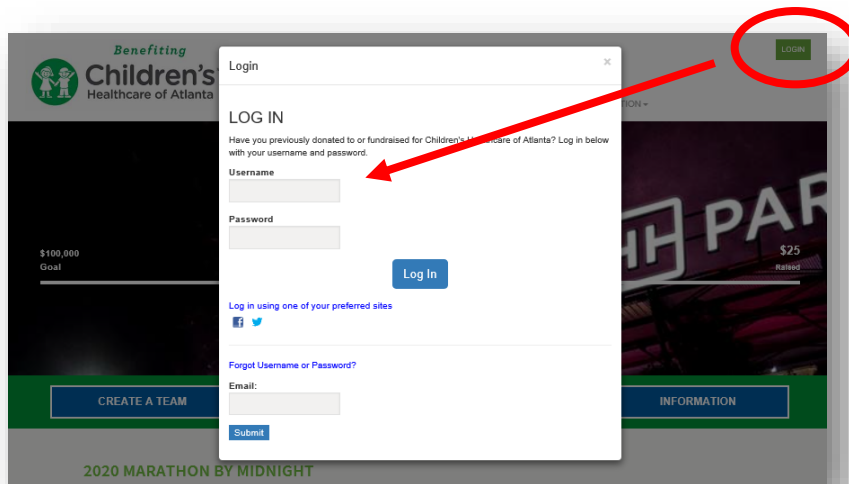 Benefiting
Children's
Healthcare of Atlanta
LOGIN
Login
×
LOG IN
Have you previously donated to or fundraised for Children's Healthcare of Atlanta? Log in below
with your username and password.
Username
Password
Log In
Log in using one of your preferred sites
Forgot Username or Password?
Email:
Submit
TION
PAR
$100,000
Goal
$25
Raised
CREATE A TEAM
INFORMATION
2020 MARATHON BY MIDNIGHT